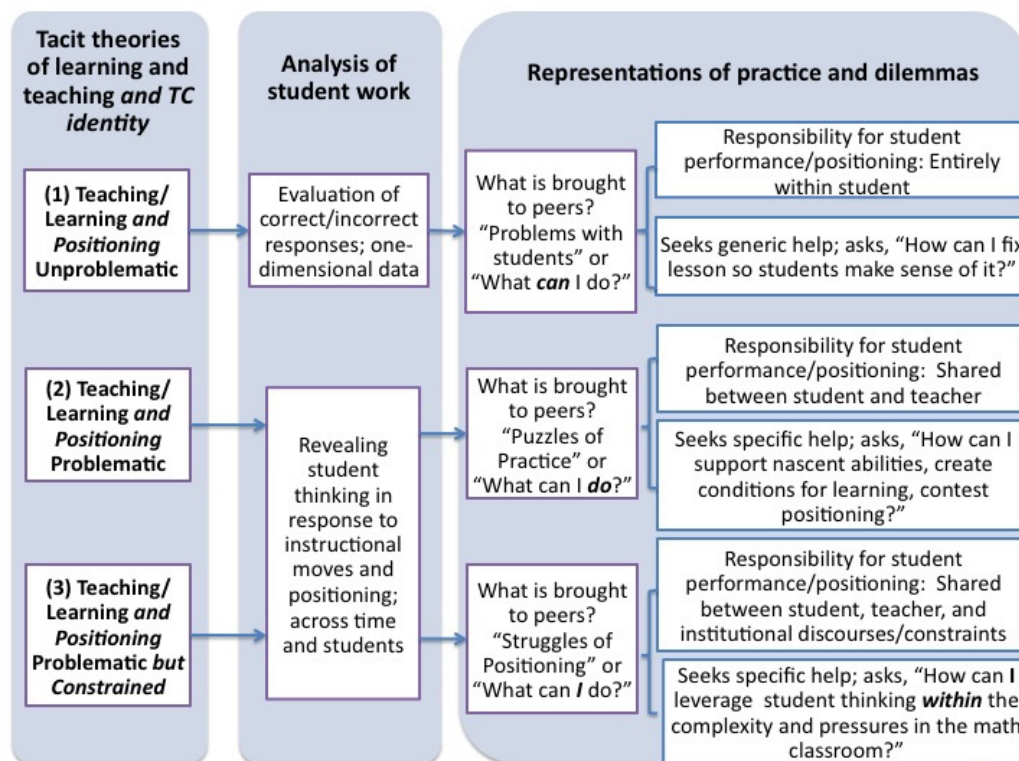 Tacit theories
of learning and
teaching and TC
identity
(1) Teaching/
Learning and
Positioning
Unproblematic
(2) Teaching/
Learning and
Positioning
Problematic
(3) Teaching/
Learning and
Positioning
Problematic but
Constrained
Analysis of
student work
Evaluation of
correct/incorrect
responses; one-
dimensional data
Revealing
student
thinking in
response to
instructional
moves and
positioning;
across time
and students
Representations of practice and dilemmas
What is brought
to peers?
“Problems with
students” or
“What can I do?”
Responsibility for student
performance/positioning: Entirely
within student
Seeks generic help; asks, “How can I fix
lesson so students make sense of it?”
What is brought
to peers?
“Puzzles of
Practice” or
“What can I do?”
Responsibility for student
performance/positioning: Shared
between student and teacher
Seeks specific help; asks, “How can I
support nascent abilities, create
conditions for learning, contest
positioning?”
What is brought
to peers?
“Struggles of
Positioning” or
“What can I do?”
Responsibility for student
performance/positioning: Shared
between student, teacher, and
institutional discourses/constraints
Seeks specific help; asks, “How can I
leverage student thinking within the
complexity and pressures in the math
classroom?”